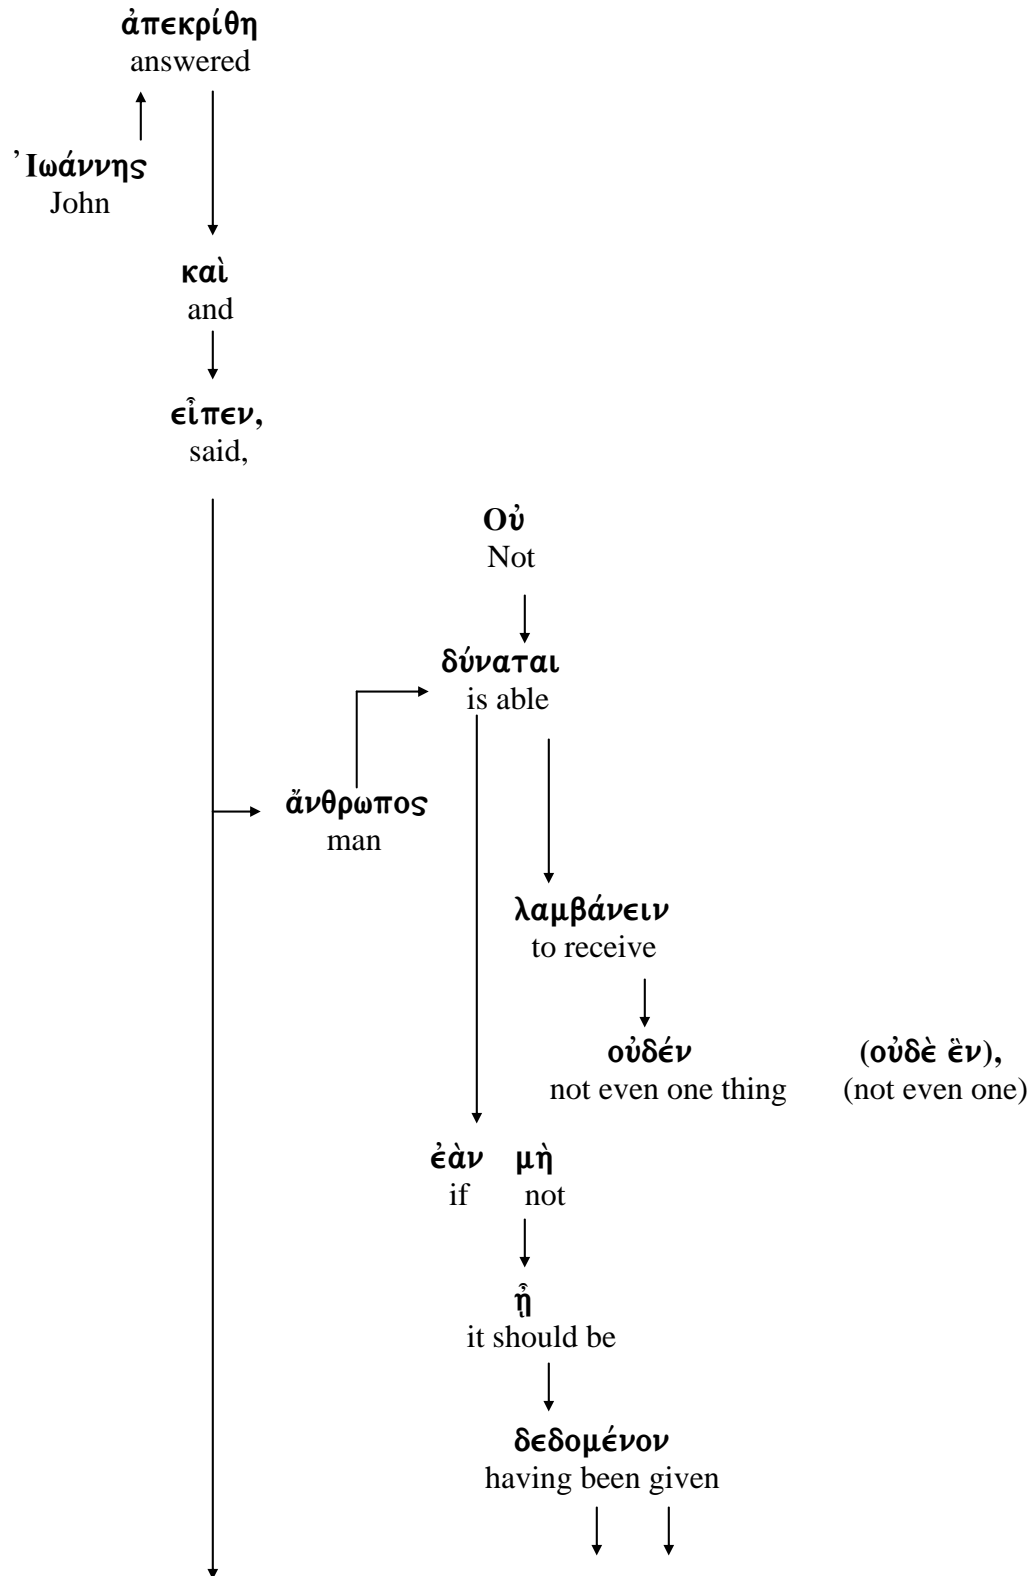 ἀπεκρίθη
answered
Ἰωάννης
John
καὶ
and
εἶπεν,
said,
Οὐ
Not
δύναται
is able
ἄνθρωπος
man
λαμβάνειν
to receive
οὐδέν (οὐδὲ ἓν),
not even one thing (not even one)
ἐὰν μὴ
if not
ᾖ
it should be
δεδομένον
having been given